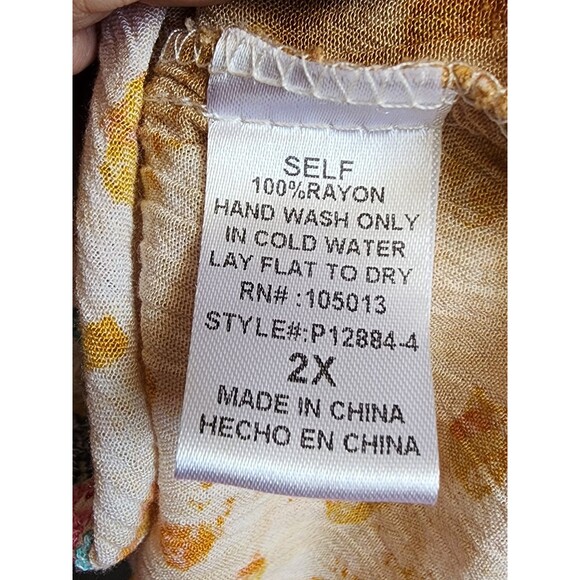 SELF
100%RAYON
HAND WASH ONLY
IN COLD WATER
LAY FLAT TO DRY
RN# :105013
STYLE#:P12884-4
2X
MADE IN CHINA
HECHO EN CHINA